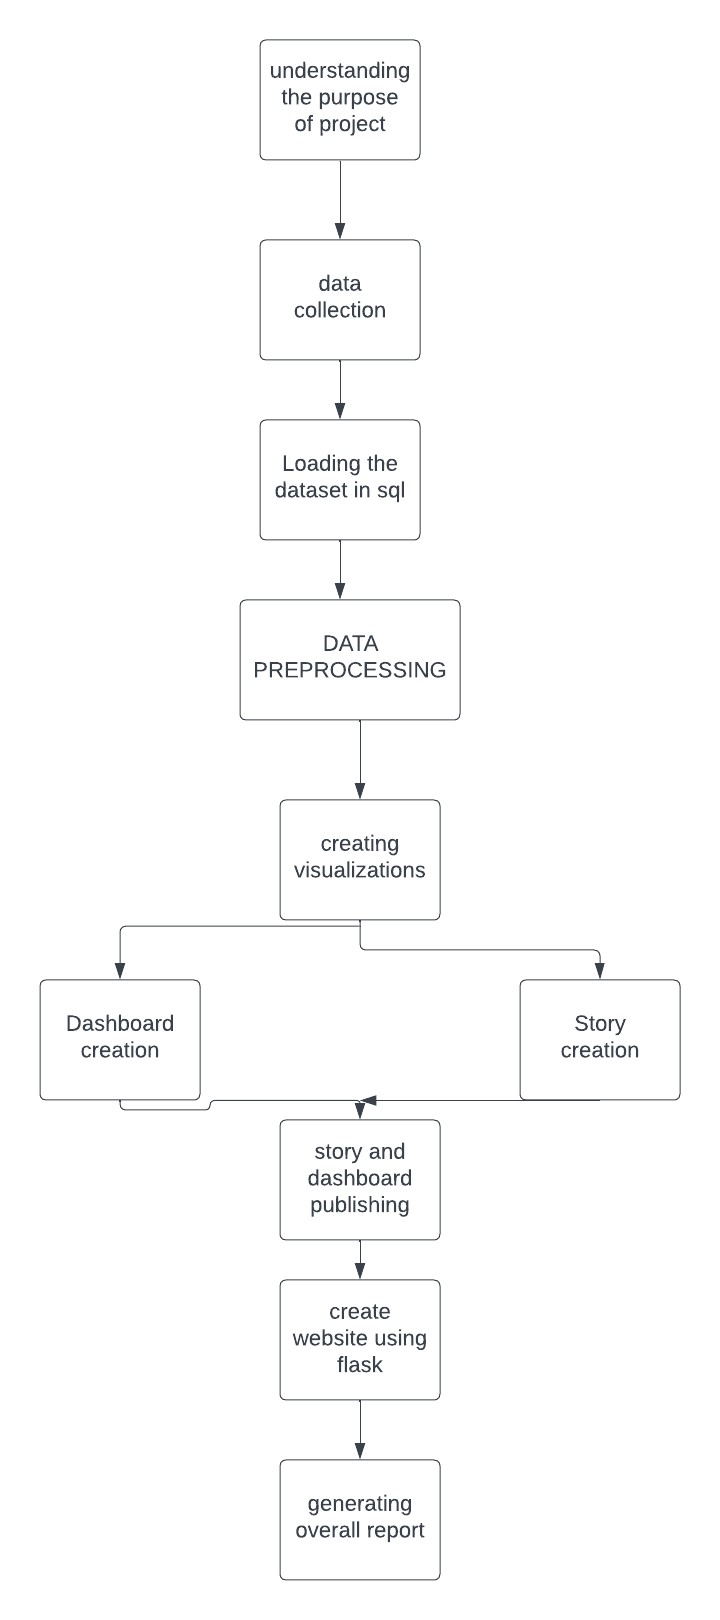 understanding
the purpose
of project
data
collection
Loading the
dataset in sql
DATA
PREPROCESSING
creating
visualizations
Dashboard
creation
Story
creation
story and
dashboard
publishing
create
website using
flask
generating
overall report